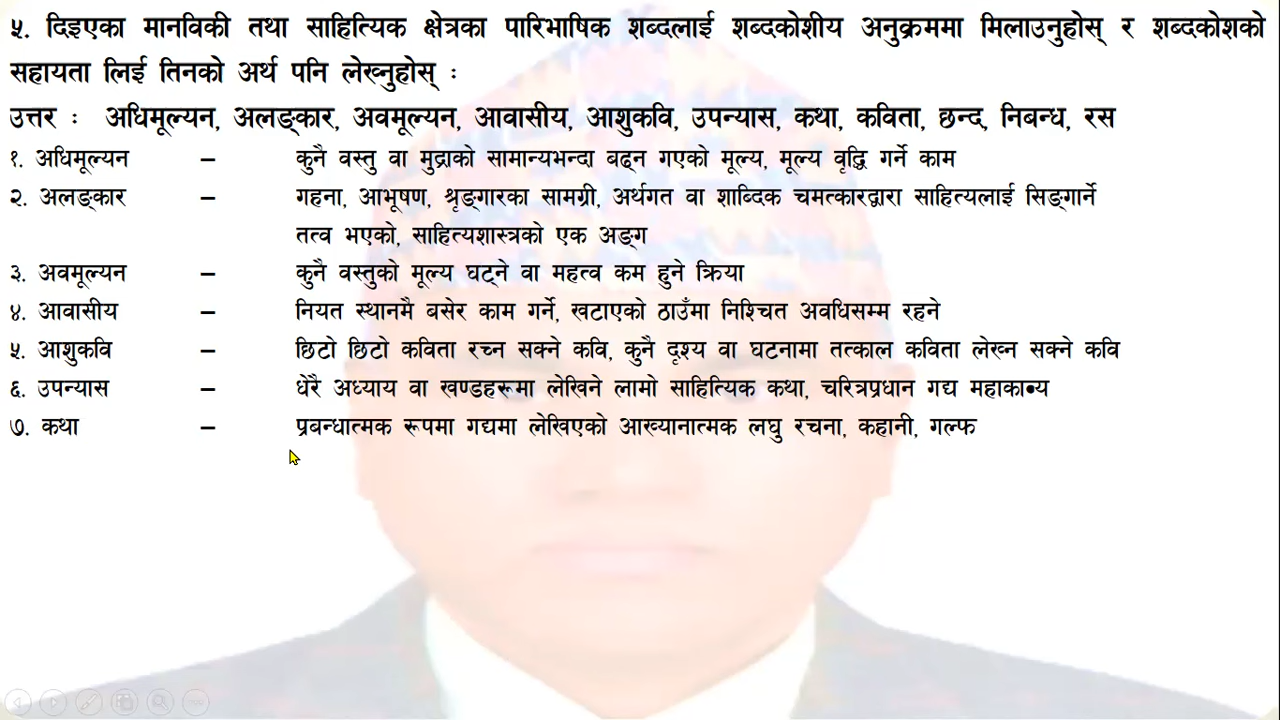 ५. दिइएका मानविकी तथा साहित्यिक क्षेत्रका पारिभाषिक शब्दलाई शब्दकोशीय अनुक्रममा मिलाउनुहोस् र शब्दकोशको
सहायता लिई तिनको अर्थ पनि लेख्नुहोस् :
उत्तर : अधिमूल्यन, अलङ्कार, अवमूल्यन, आवासीय, आशुकवि, उपन्यास, कथा, कविता, छन्द, निबन्ध, रस
१. अधिमूल्यन – कुनै वस्तु वा मुद्राको सामान्यभन्दा बढ्न गएको मूल्य, मूल्य वृद्धि गर्ने काम
२. अलङ्कार – गहना, आभूषण, श्रृङ्गारका सामग्री, अर्थगत वा शाब्दिक चमत्कारद्वारा साहित्यलाई सिङ्गार्ने
तत्व भएको, साहित्यशास्त्रको एक अङ्ग
३. अवमूल्यन – कुनै वस्तुको मूल्य घट्ने वा महत्व कम हुने क्रिया
४. आवासीय – नियत स्थानमै बसेर काम गर्ने, खटाएको ठाउँमा निश्चित अवधिसम्म रहने
५. आशुकवि – छिटो छिटो कविता रच्न सक्ने कवि, कुनै दृश्य वा घटनामा तत्काल कविता लेख्न सक्ने कवि
६. उपन्यास – धेरै अध्याय वा खण्डहरूमा लेखिने लामो साहित्यिक कथा, चरित्रप्रधान गद्य महाकाव्य
७. कथा – प्रबन्धात्मक रूपमा गद्यमा लेखिएको आख्यानात्मक लघु रचना, कहानी, गल्फ